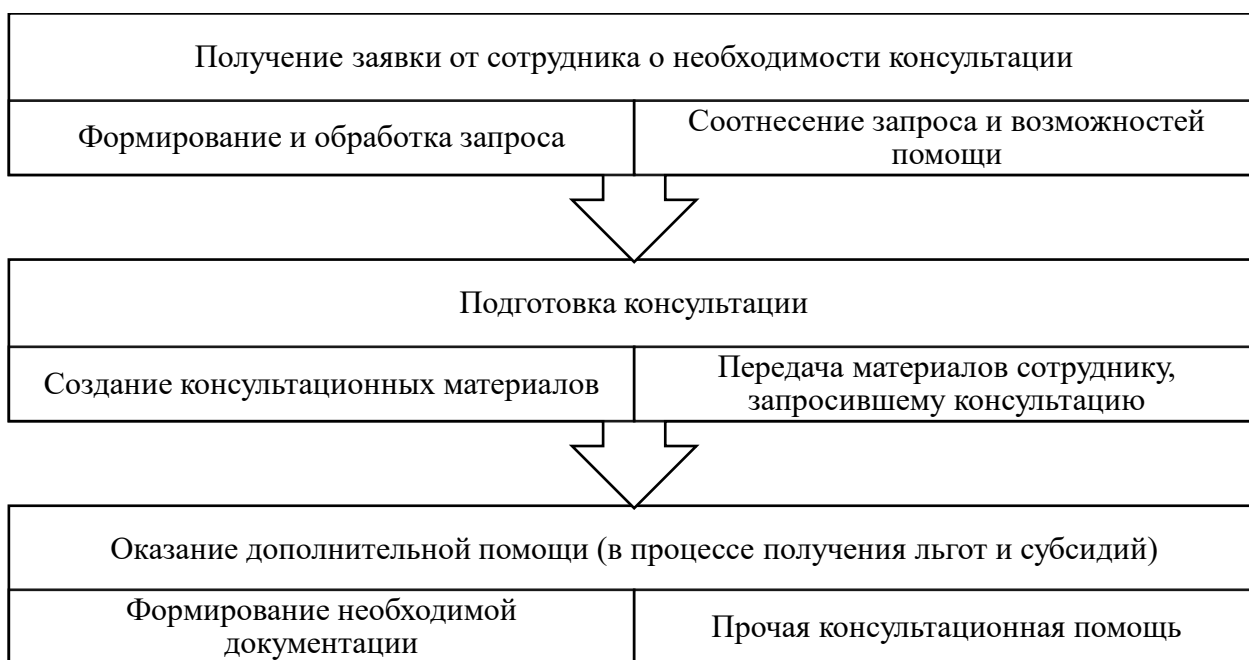 Получение заявки от сотрудника о необходимости консультации
Формирование и обработка запроса
Соотнесение запроса и возможностей
помощи
Подготовка консультации
Создание консультационных материалов
Передача материалов сотруднику,
запросившему консультацию
Оказание дополнительной помощи (в процессе получения льгот и субсидий)
Формирование необходимой
документации
Прочая консультационная помощь